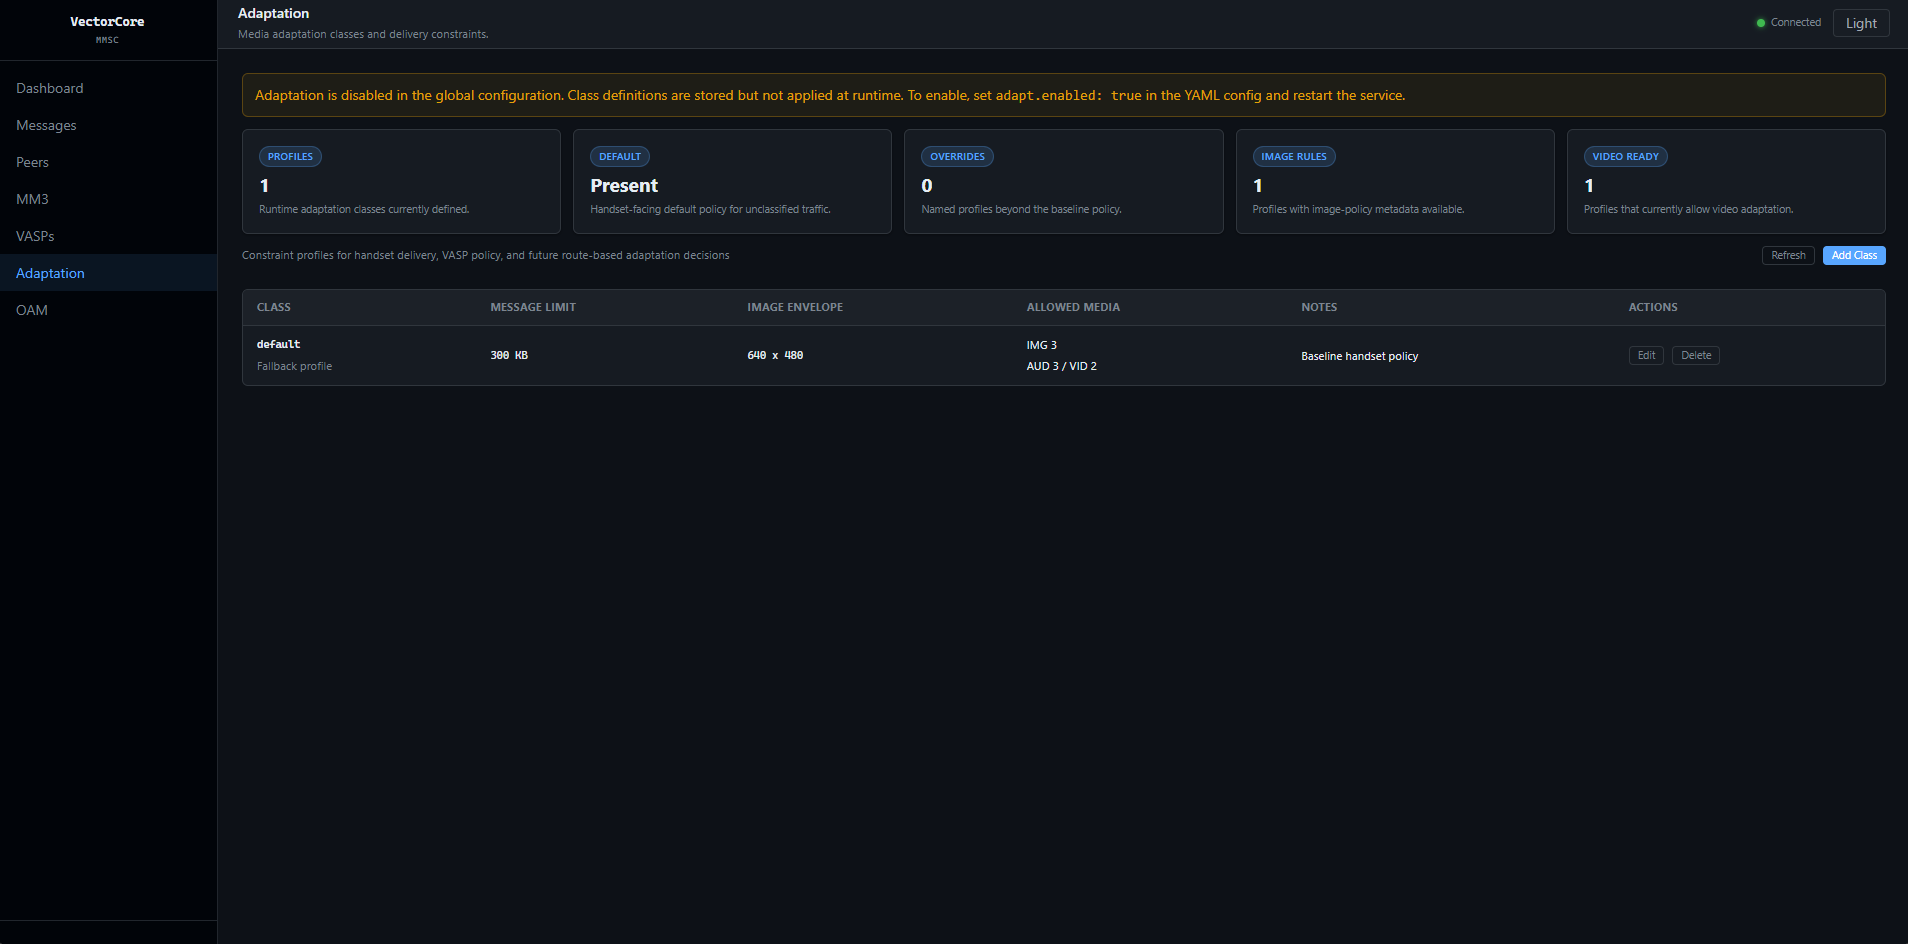 VectorCore
MMSC
Dashboard
Messages
Peers
MM3
VASPs
Adaptation
OAM
Adaptation
Media adaptation classes and delivery constraints.
Connected
Light
Adaptation is disabled in the global configuration. Class definitions are stored but not applied at runtime. To enable, set adapt.enabled: true in the YAML config and restart the service.
PROFILES
1
Runtime adaptation classes currently defined.
DEFAULT
Present
Handset-facing default policy for unclassified traffic.
OVERRIDES
0
Named profiles beyond the baseline policy.
IMAGE RULES
1
Profiles with image-policy metadata available.
VIDEO READY
1
Profiles that currently allow video adaptation.
Constraint profiles for handset delivery, VASP policy, and future route-based adaptation decisions
Refresh
Add Class
CLASS MESSAGE LIMIT IMAGE ENVELOPE ALLOWED MEDIA NOTES ACTIONS
default
Fallback profile
300 KB
640 x 480
IMG 3
AUD 3 / VID 2
Baseline handset policy
Edit
Delete